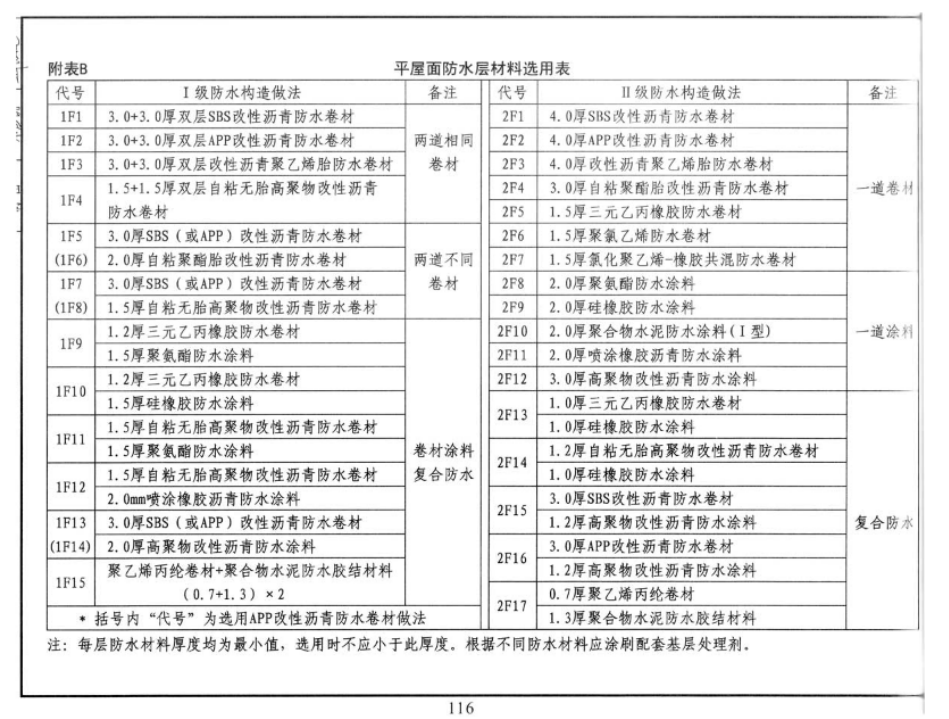 附表B
平屋面防水层材料选用表
代号 I级防水构造做法 备注
1F1 3.0+3.0厚双层SBS改性沥青防水卷材
1F2 3.0+3.0厚双层APP改性沥青防水卷材
1F3 3.0+3.0厚双层改性沥青聚乙烯胎防水卷材
1F4 1.5+1.5厚双层自粘无胎高聚物改性沥青
防水卷材
两道相同
卷材
1F5 3.0厚SBS（或APP）改性沥青防水卷材
(1F6) 2.0厚自粘聚酯胎改性沥青防水卷材
1F7 3.0厚SBS（或APP）改性沥青防水卷材
(1F8) 1.5厚自粘无胎高聚物改性沥青防水卷材
两道不同
卷材
1F9 1.2厚三元乙丙橡胶防水卷材
1.5厚聚氨酯防水涂料
1F10 1.2厚三元乙丙橡胶防水卷材
1.5厚硅橡胶防水涂料
1F11 1.5厚自粘无胎高聚物改性沥青防水卷材
1.5厚聚氨酯防水涂料
1F12 1.5厚自粘无胎高聚物改性沥青防水卷材
2.0mm喷涂橡胶沥青防水涂料
1F13 3.0厚SBS（或APP）改性沥青防水卷材
(1F14) 2.0厚高聚物改性沥青防水涂料
1F15 聚乙烯丙纶卷材+聚合物水泥防水胶结材料
(0.7+1.3)×2
卷材涂料
复合防水
* 括号内“代号”为选用APP改性沥青防水卷材做法
代号 II级防水构造做法 备注
2F1 4.0厚SBS改性沥青防水卷材
2F2 4.0厚APP改性沥青防水卷材
2F3 4.0厚改性沥青聚乙烯胎防水卷材
2F4 3.0厚自粘聚酯胎改性沥青防水卷材
2F5 1.5厚三元乙丙橡胶防水卷材
2F6 1.5厚聚氯乙烯防水卷材
2F7 1.5厚氯化聚乙烯-橡胶共混防水卷材
一道卷材
2F8 2.0厚聚氨酯防水涂料
2F9 2.0厚硅橡胶防水涂料
2F10 2.0厚聚合物水泥防水涂料(I型)
2F11 2.0厚喷涂橡胶沥青防水涂料
2F12 3.0厚高聚物改性沥青防水涂料
一道涂料
2F13 1.0厚三元乙丙橡胶防水卷材
1.0厚硅橡胶防水涂料
2F14 1.2厚自粘无胎高聚物改性沥青防水卷材
1.0厚硅橡胶防水涂料
2F15 3.0厚SBS改性沥青防水卷材
1.2厚高聚物改性沥青防水涂料
2F16 3.0厚APP改性沥青防水卷材
1.2厚高聚物改性沥青防水涂料
2F17 0.7厚聚乙烯丙纶卷材
1.3厚聚合物水泥防水胶结材料
复合防水
注：每层防水材料厚度均为最小值，选用时不应小于此厚度。根据不同防水材料应涂刷配套基层处理剂。
116